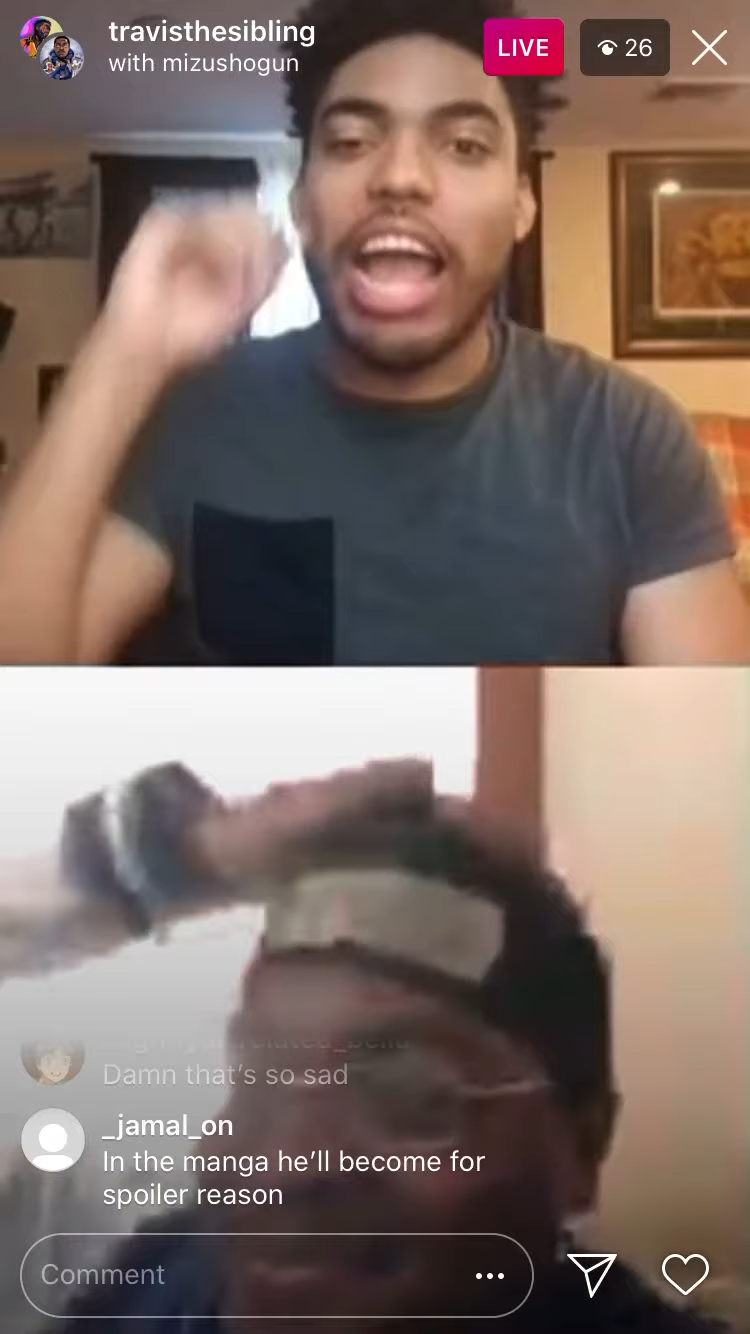 travisthesibling
with mizushogun
LIVE
26
Damn that’s so sad
_jamal_on
In the manga he’ll become for
spoiler reason
Comment